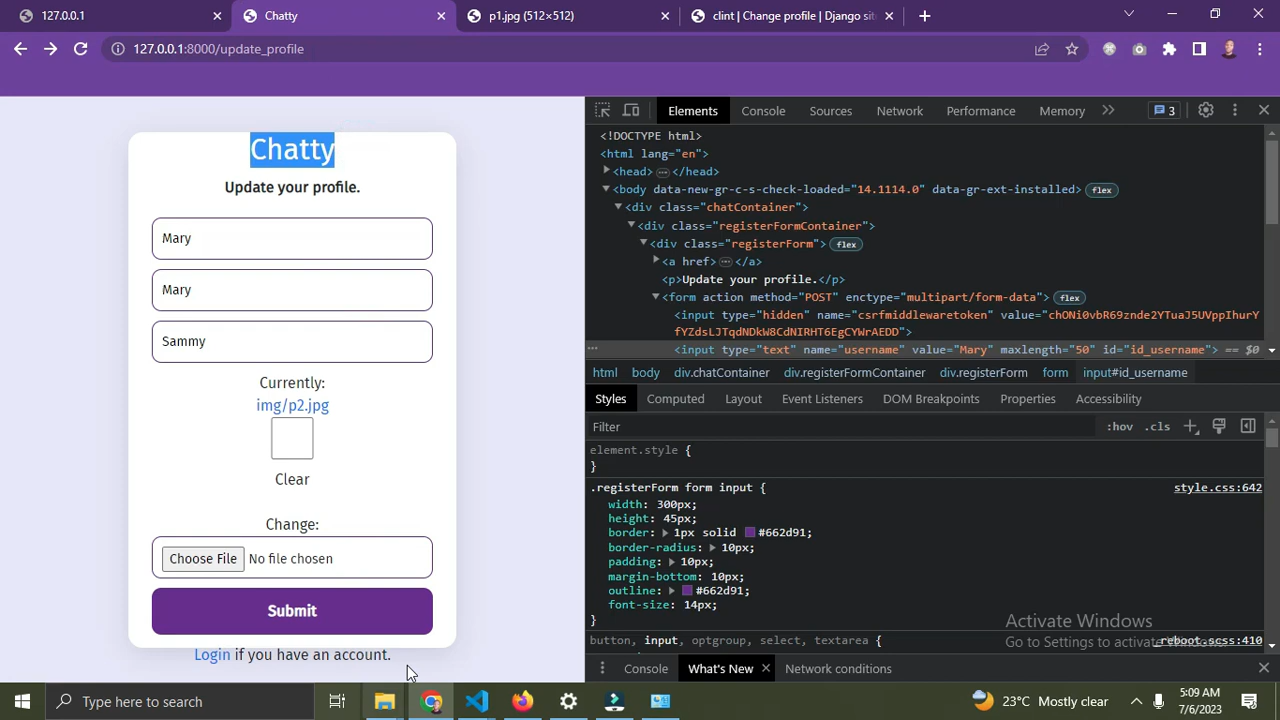 127.0.0.1
Chatty
p1.jpg (512×512)
clint | Change profile | Django sit
127.0.0.1:8000/update_profile
Chatty
Update your profile.
Mary
Mary
Sammy
Currently:
img/p2.jpg
Clear
Change:
Choose File No file chosen
Submit
Login if you have an account.
Elements Console Sources Network Performance Memory 3
<!DOCTYPE html>
<html lang="en">
<head> </head>
<body data-new-gr-c-s-check-loaded="14.1114.0" data-gr-ext-installed> flex
<div class="chatContainer">
<div class="registerFormContainer">
<div class="registerForm"> flex
<a href> </a>
<p>Update your profile.</p>
<form action method="POST" enctype="multipart/form-data"> flex
<input type="hidden" name="csrfmiddlewaretoken" value="chONi0vbR69znde2YTuaJ5UVppIhurY
fYZdsLJTqdNDkW8CdNIRHT6EgCYWrAEDD">
<input type="text" name="username" value="Mary" maxlength="50" id="id_username"> == $0
html body div.chatContainer div.registerFormContainer div.registerForm form input#id_username
Styles Computed Layout Event Listeners DOM Breakpoints Properties Accessibility
Filter :hov .cls
element.style {
}
.registerForm form input { style.css:642
width: 300px;
height: 45px;
border: 1px solid #662d91;
border-radius: 10px;
padding: 10px;
margin-bottom: 10px;
outline: #662d91;
font-size: 14px;
}
button, input, optgroup, select, textarea { _reboot.scss:410
Activate Windows
Go to Settings to activate Windows.
Console What's New Network conditions
Type here to search
23°C Mostly clear
5:09 AM
7/6/2023